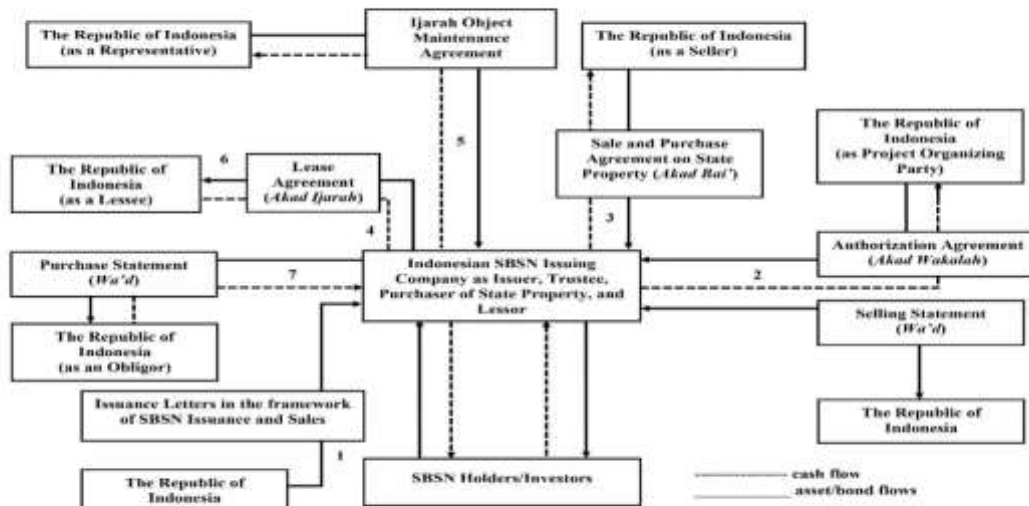 The Republic of Indonesia
(as a Representative)
Ijarah Object
Maintenance
Agreement
The Republic of Indonesia
(as a Seller)
The Republic of
Indonesia
(as Project Organizing
Party)
5
Sale and Purchase
Agreement on State
Property (Akad Bai')
3
The Republic of
Indonesia
(as a Lessee)
6
Lease
Agreement
(Akad Ijarah)
4
Authorization Agreement
(Akad Wakalah)
2
Purchase Statement
(Wa'd)
7
Indonesian SBSN Issuing
Company as Issuer, Trustee,
Purchaser of State Property, and
Lessor
Selling Statement
(Wa'd)
The Republic of
Indonesia
(as an Obligor)
Issuance Letters in the framework
of SBSN Issuance and Sales
1
The Republic of
Indonesia
The Republic of
Indonesia
SBSN Holders/Investors
cash flow
asset/bond flows